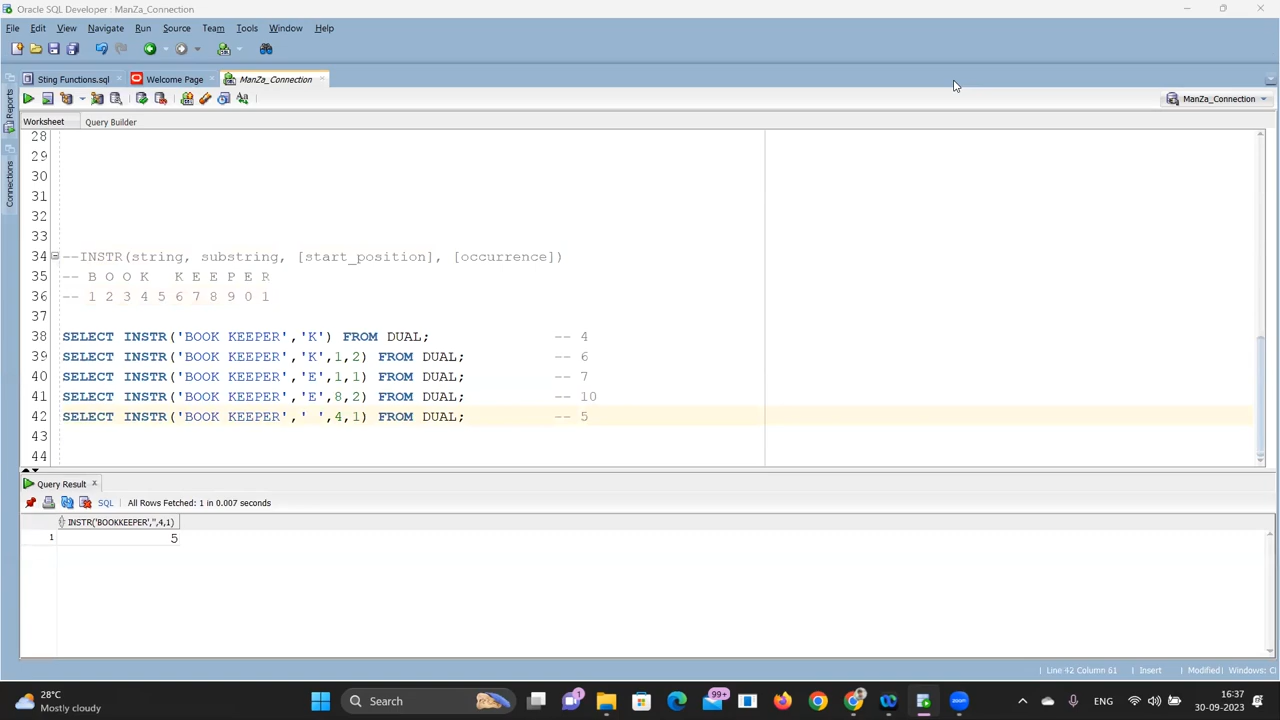 Oracle SQL Developer : ManZa_Connection
File Edit View Navigate Run Source Team Tools Window Help
Sting Functions.sql Welcome Page ManZa_Connection
ManZa_Connection
Worksheet Query Builder
Reports
Connections
28
29
30
31
32
33
34 --INSTR(string, substring, [start_position], [occurrence])
35 -- B O O K   K E E P E R
36 -- 1 2 3 4 5 6 7 8 9 0 1
37
38 SELECT INSTR('BOOK KEEPER','K') FROM DUAL; -- 4
39 SELECT INSTR('BOOK KEEPER','K',1,2) FROM DUAL; -- 6
40 SELECT INSTR('BOOK KEEPER','E',1,1) FROM DUAL; -- 7
41 SELECT INSTR('BOOK KEEPER','E',8,2) FROM DUAL; -- 10
42 SELECT INSTR('BOOK KEEPER',' ',4,1) FROM DUAL; -- 5
43
44
Query Result
SQL All Rows Fetched: 1 in 0.007 seconds
INSTR('BOOKKEEPER','',4,1)
1 5
Line 42 Column 61 Insert Modified Windows: C
28°C
Mostly cloudy
Search
99+
ENG
16:37
30-09-2023